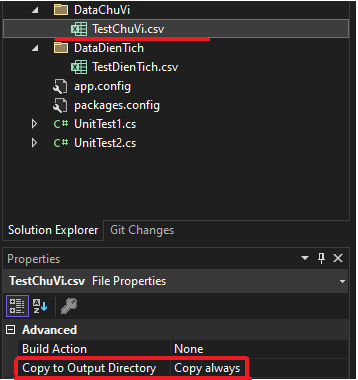 DataChuVi
TestChuVi.csv
DataDienTich
TestDienTich.csv
app.config
packages.config
C# UnitTest1.cs
C# UnitTest2.cs
Solution Explorer Git Changes
Properties
TestChuVi.csv File Properties
Advanced
Build Action None
Copy to Output Directory Copy always